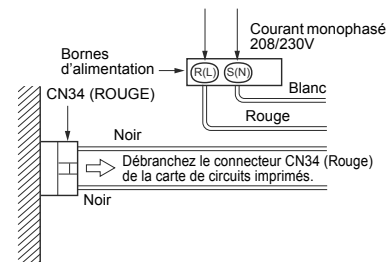 Courant monophasé
208/230V
Bornes
d'alimentation
R(L) S(N)
Blanc
CN34 (ROUGE)
Rouge
Noir
Débranchez le connecteur CN34 (Rouge)
de la carte de circuits imprimés.
Noir